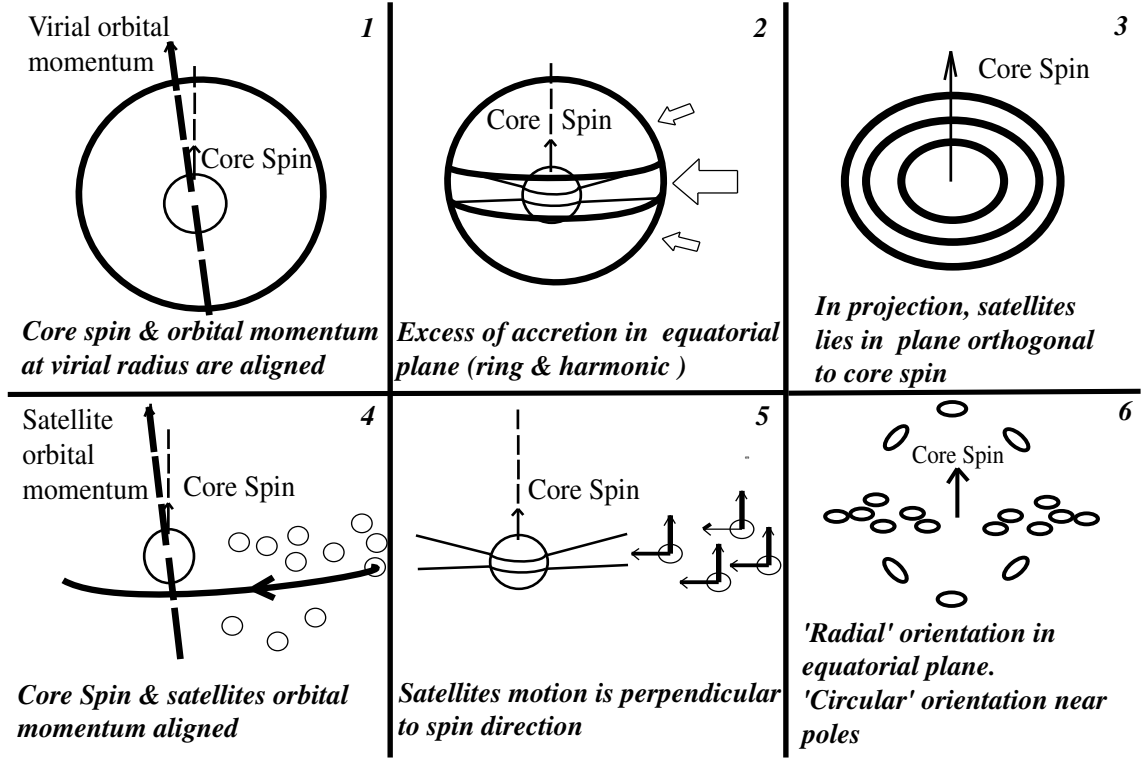 Virial orbital
momentum
1
Core Spin
Core spin & orbital momentum
at virial radius are aligned
2
Core Spin
Excess of accretion in equatorial
plane (ring & harmonic )
3
Core Spin
In projection, satellites
lies in plane orthogonal
to core spin
Satellite
orbital
momentum
4
Core Spin
Core Spin & satellites orbital
momentum aligned
5
Core Spin
Satellites motion is perpendicular
to spin direction
6
Core Spin
'Radial' orientation in
equatorial plane.
'Circular' orientation near
poles